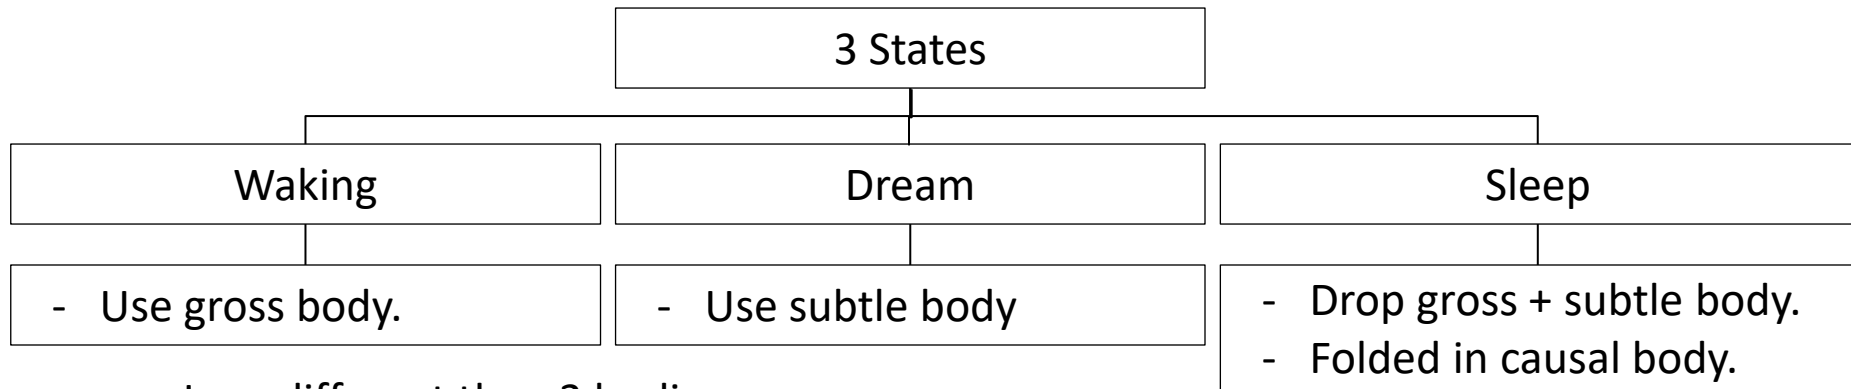 3 States
Waking
Dream
Sleep
- Use gross body.
- Use subtle body
- Drop gross + subtle body.
- Folded in causal body.